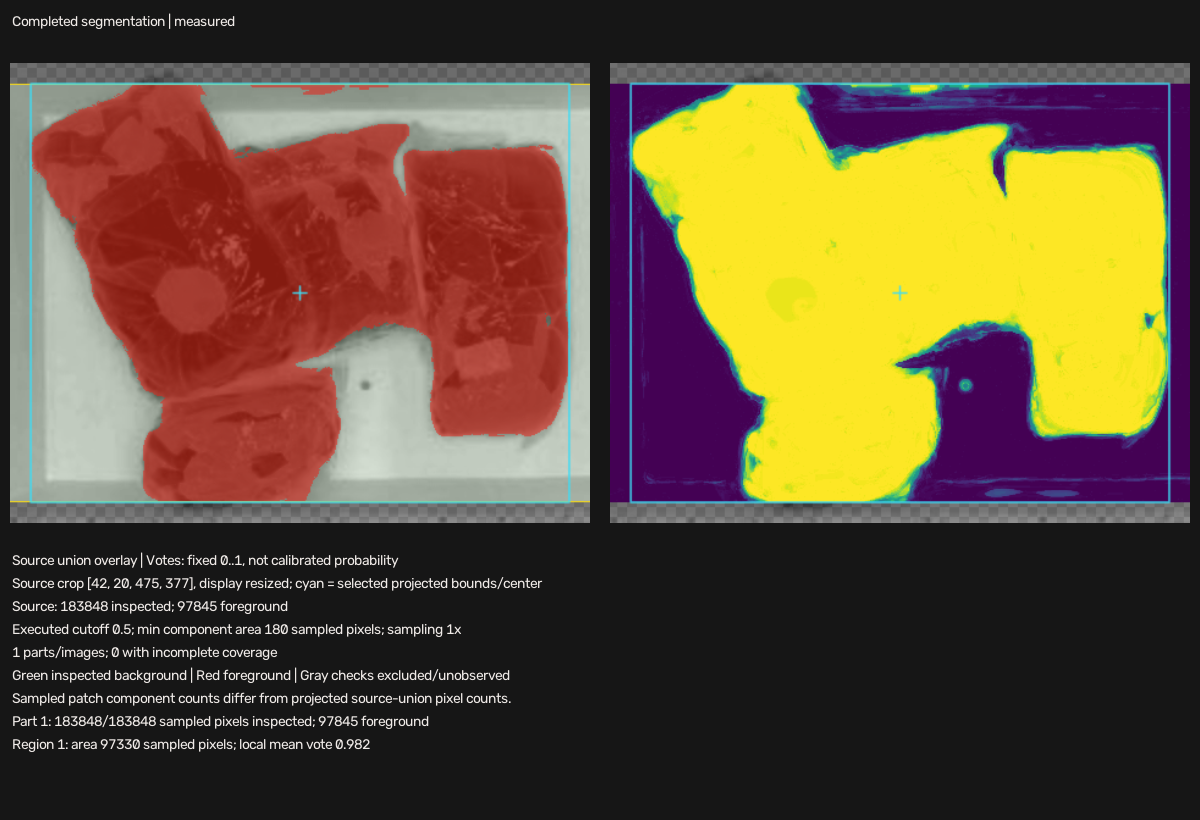 Completed segmentation | measured
Source union overlay | Votes: fixed 0..1, not calibrated probability
Source crop [42, 20, 475, 377], display resized; cyan = selected projected bounds/center
Source: 183848 inspected; 97845 foreground
Executed cutoff 0.5; min component area 180 sampled pixels; sampling 1x
1 parts/images; 0 with incomplete coverage
Green inspected background | Red foreground | Gray checks excluded/unobserved
Sampled patch component counts differ from projected source-union pixel counts.
Part 1: 183848/183848 sampled pixels inspected; 97845 foreground
Region 1: area 97330 sampled pixels; local mean vote 0.982